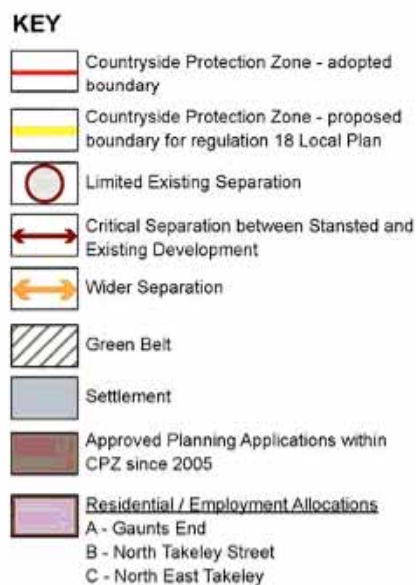 KEY
Countryside Protection Zone - adopted
boundary
Countryside Protection Zone - proposed
boundary for regulation 18 Local Plan
Limited Existing Separation
Critical Separation between Stansted and
Existing Development
Wider Separation
Green Belt
Settlement
Approved Planning Applications within
CPZ since 2005
Residential / Employment Allocations
A - Gaunts End
B - North Takeley Street
C - North East Takeley